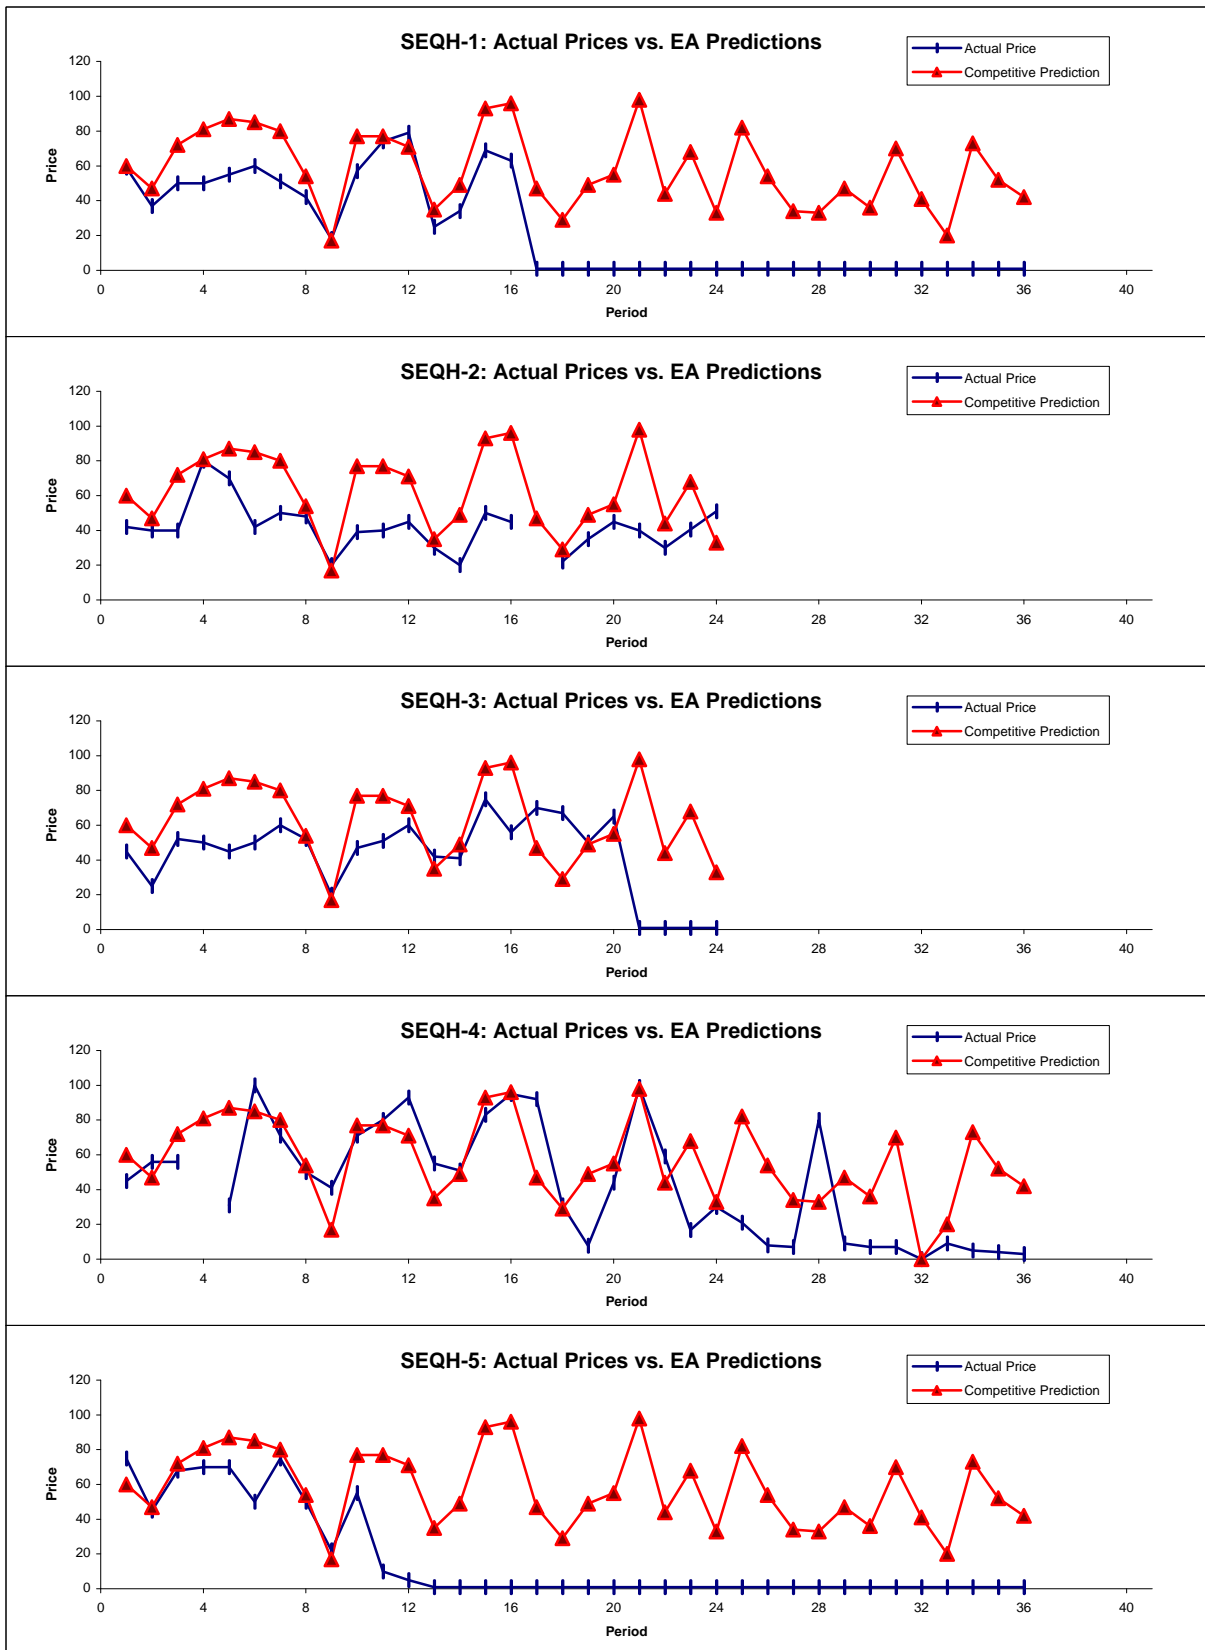 SEQH-1: Actual Prices vs. EA Predictions
Actual Price
Competitive Prediction
Price
120
100
80
60
40
20
0
0 4 8 12 16 20 24 28 32 36 40
Period
SEQH-2: Actual Prices vs. EA Predictions
Actual Price
Competitive Prediction
Price
120
100
80
60
40
20
0
0 4 8 12 16 20 24 28 32 36 40
Period
SEQH-3: Actual Prices vs. EA Predictions
Actual Price
Competitive Prediction
Price
120
100
80
60
40
20
0
0 4 8 12 16 20 24 28 32 36 40
Period
SEQH-4: Actual Prices vs. EA Predictions
Actual Price
Competitive Prediction
Price
120
100
80
60
40
20
0
0 4 8 12 16 20 24 28 32 36 40
Period
SEQH-5: Actual Prices vs. EA Predictions
Actual Price
Competitive Prediction
Price
120
100
80
60
40
20
0
0 4 8 12 16 20 24 28 32 36 40
Period